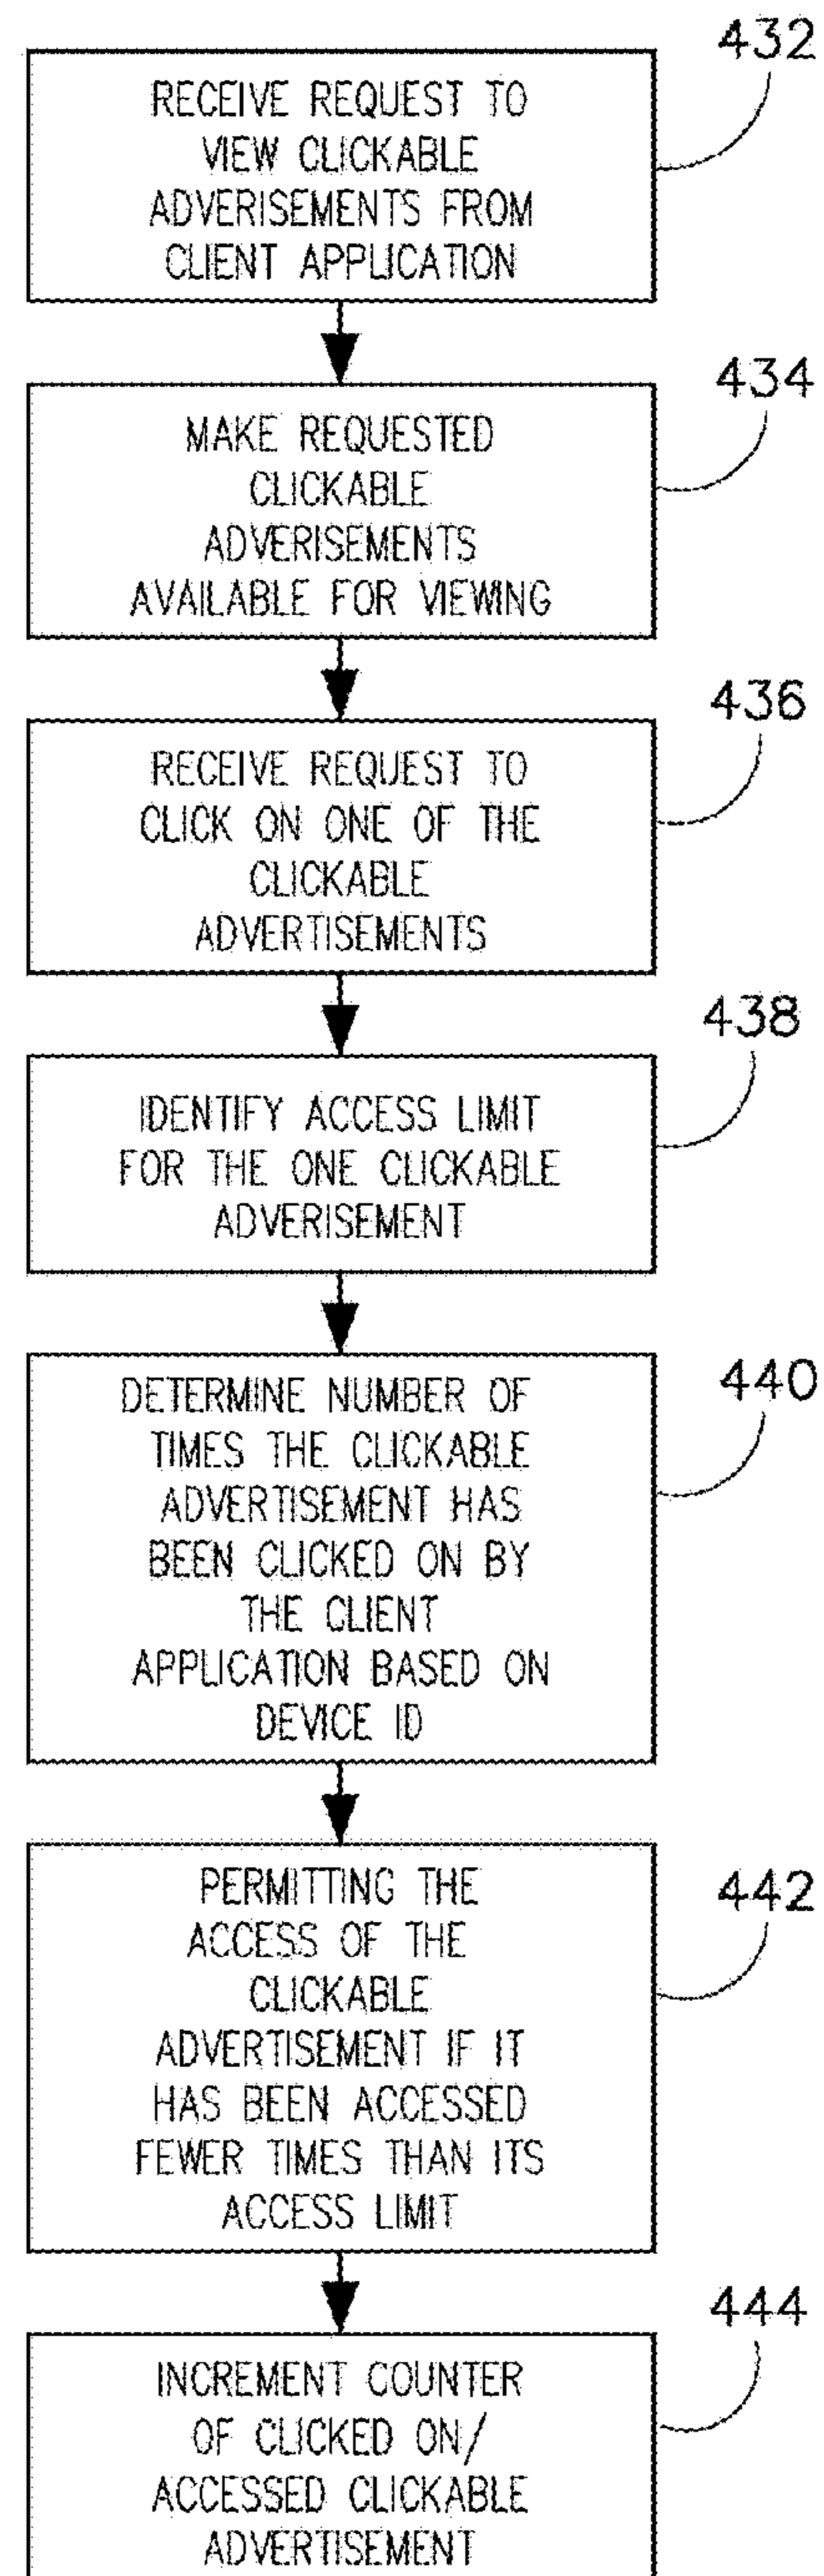 432
RECEIVE REQUEST TO
VIEW CLICKABLE
ADVERISEMENTS FROM
CLIENT APPLICATION
434
MAKE REQUESTED
CLICKABLE
ADVERISEMENTS
AVAILABLE FOR VIEWING
436
RECEIVE REQUEST TO
CLICK ON ONE OF THE
CLICKABLE
ADVERTISEMENTS
438
IDENTIFY ACCESS LIMIT
FOR THE ONE CLICKABLE
ADVERISEMENT
440
DETERMINE NUMBER OF
TIMES THE CLICKABLE
ADVERTISEMENT HAS
BEEN CLICKED ON BY
THE CLIENT
APPLICATION BASED ON
DEVICE ID
442
PERMITTING THE
ACCESS OF THE
CLICKABLE
ADVERTISEMENT IF IT
HAS BEEN ACCESSED
FEWER TIMES THAN ITS
ACCESS LIMIT
444
INCREMENT COUNTER
OF CLICKED ON/
ACCESSED CLICKABLE
ADVERTISEMENT